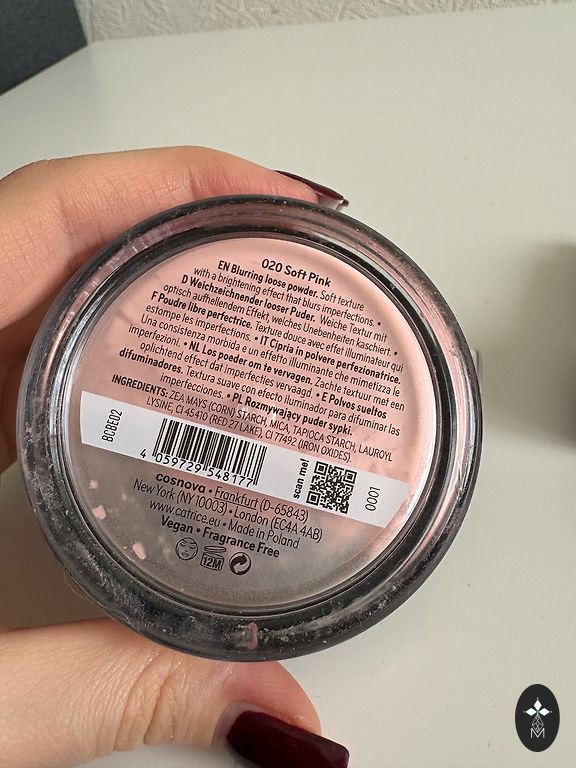 020 Soft Pink
EN Blurring loose powder. Soft texture
with a brightening effect that blurs imperfections. •
D Weichzeichnender loser Puder. Weiche Textur mit
optisch aufhellendem Effekt, welches Unebenheiten kaschiert. •
F Poudre libre perfectrice. Texture douce avec effet illuminateur qui
estompe les imperfections. • IT Cipria in polvere perfezionatrice.
Una consistenza morbida e un effetto illuminante che mimetizza le
imperfezioni. • NL Los poeder om te vervagen. Zachte textuur met een
oplichtend effect dat imperfecties vervaagd. • E Polvos sueltos
difuminadores. Textura suave con efecto iluminador para difuminar las
imperfecciones. • PL Rozmywający puder sypki.
INGREDIENTS: ZEA MAYS (CORN) STARCH, MICA, TAPIOCA STARCH, LAUROYL
LYSINE, CI 45410 (RED 27 LAKE), CI 77492 (IRON OXIDES).
BCBE02
4 059729 548177
scan me!
0001
cosnova • Frankfurt (D-65843)
New York (NY 10003) • London (EC4A 4AB)
www.catrice.eu • Made in Poland
Vegan • Fragrance Free
12M
M